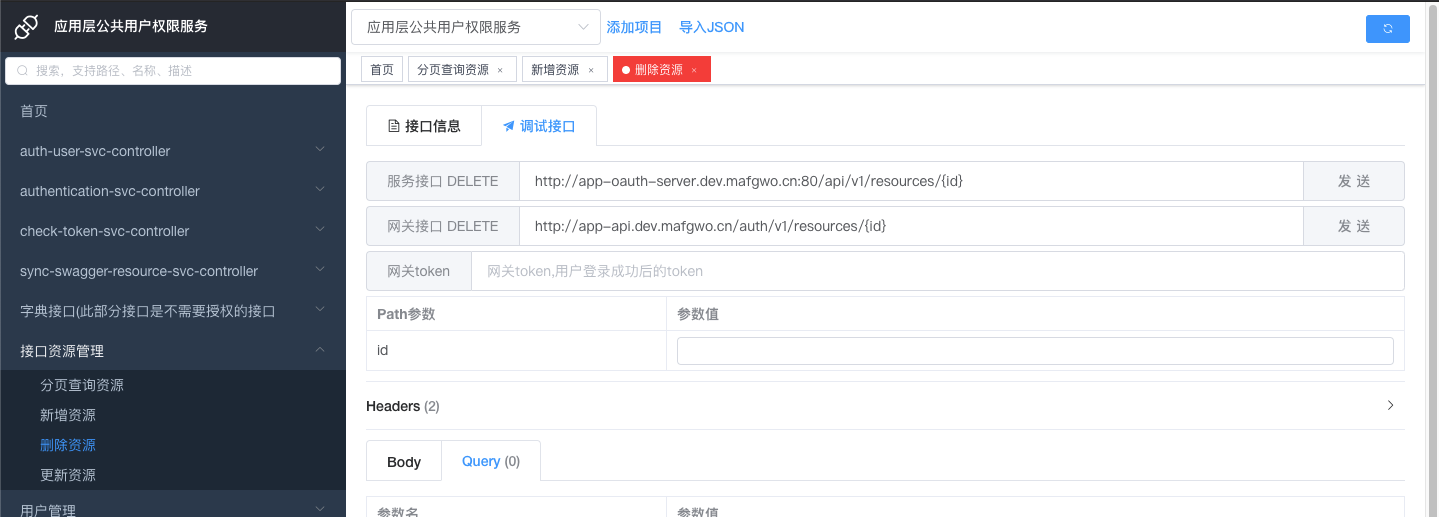 应用层公共用户权限服务
搜索，支持路径、名称、描述
首页
auth-user-svc-controller
authentication-svc-controller
check-token-svc-controller
sync-swagger-resource-svc-controller
字典接口(此部分接口是不需要授权的接口
接口资源管理
分页查询资源
新增资源
删除资源
更新资源
用户管理
应用层公共用户权限服务 添加项目 导入JSON
首页 分页查询资源 × 新增资源 × 删除资源 ×
接口信息 调试接口
服务接口 DELETE http://app-oauth-server.dev.mafgwo.cn:80/api/v1/resources/{id} 发 送
网关接口 DELETE http://app-api.dev.mafgwo.cn/auth/v1/resources/{id} 发 送
网关token 网关token,用户登录成功后的token
Path参数 参数值
id
Headers (2)
Body Query (0)
参数名 参数值